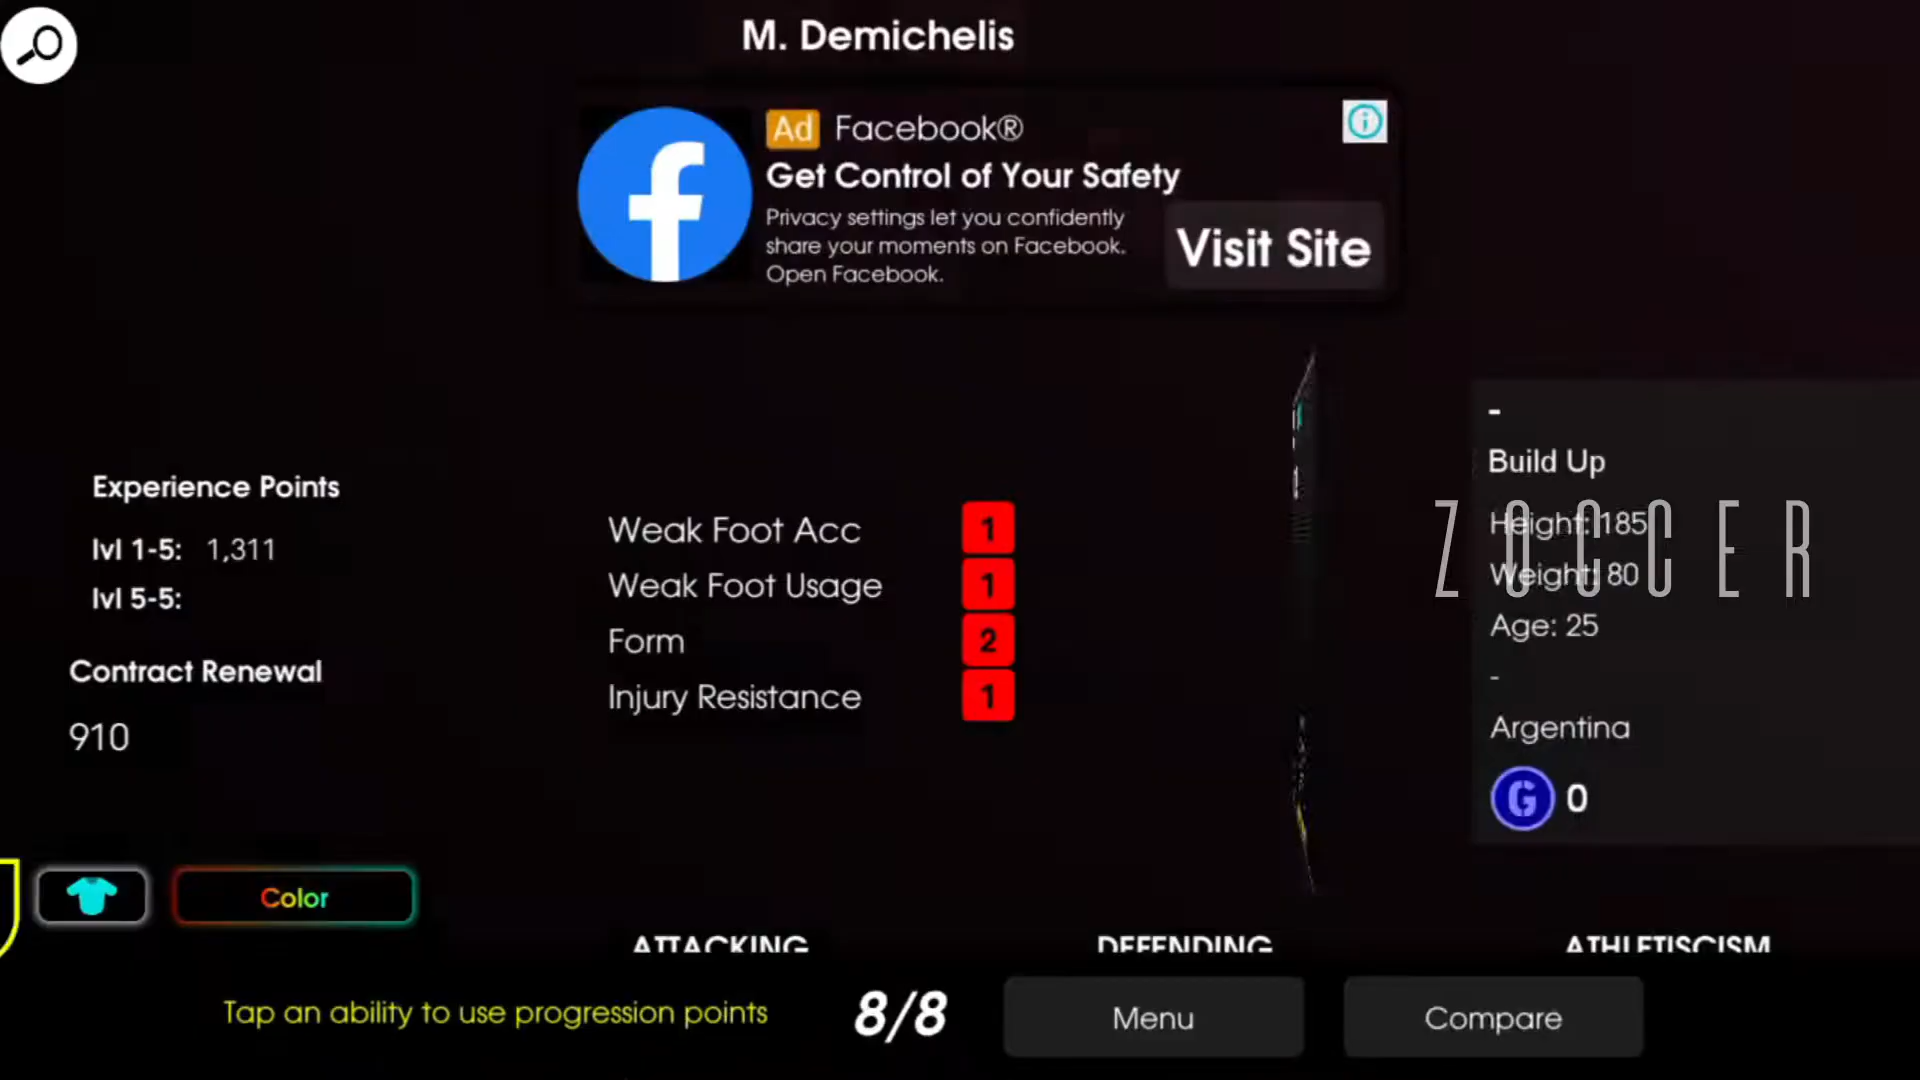 M. Demichelis
Ad Facebook®
Get Control of Your Safety
Privacy settings let you confidently
share your moments on Facebook.
Open Facebook.
Visit Site
Experience Points
lvl 1-5: 1,311
lvl 5-5:
Contract Renewal
910
Weak Foot Acc 1
Weak Foot Usage 1
Form 2
Injury Resistance 1
-
Build Up
Height: 185
Weight: 80
ZOCCER
Age: 25
-
Argentina
G 0
Color
ATTACKING
DEFENDING
ATHLETISCISM
Tap an ability to use progression points
8/8
Menu
Compare